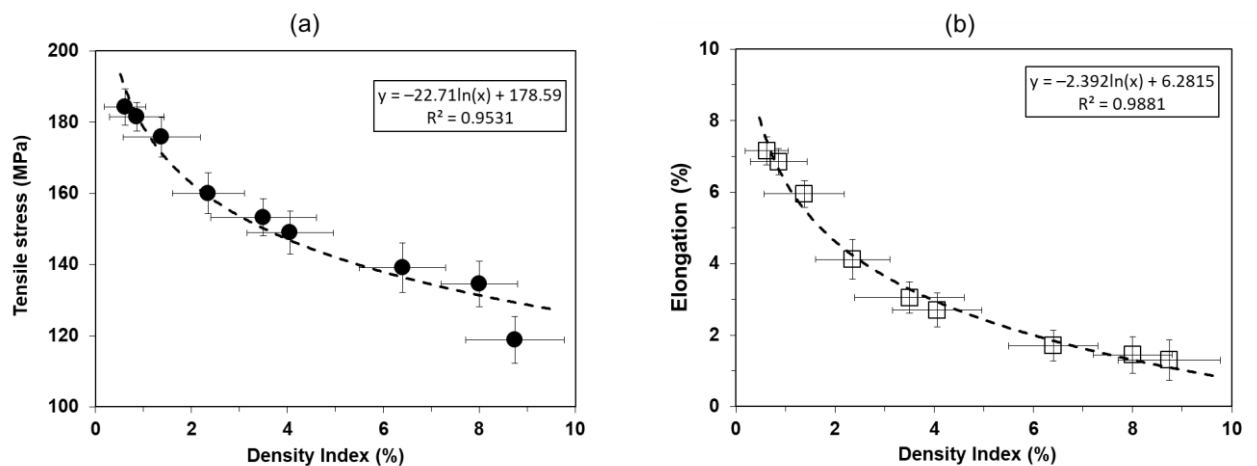 (a)
200
180
160
140
120
100
Tensile stress (MPa)
y = –22.71ln(x) + 178.59
R² = 0.9531
0 2 4 6 8 10
Density Index (%)
(b)
10
8
6
4
2
0
Elongation (%)
y = –2.392ln(x) + 6.2815
R² = 0.9881
0 2 4 6 8 10
Density Index (%)